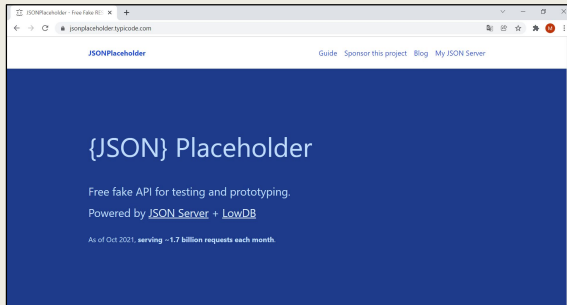 JSONPlaceholder - Free Fake RES
jsonplaceholder.typicode.com
M
JSONPlaceholder
Guide Sponsor this project Blog My JSON Server
{JSON} Placeholder
Free fake API for testing and prototyping.
Powered by JSON Server + LowDB
As of Oct 2021, serving ~1.7 billion requests each month.